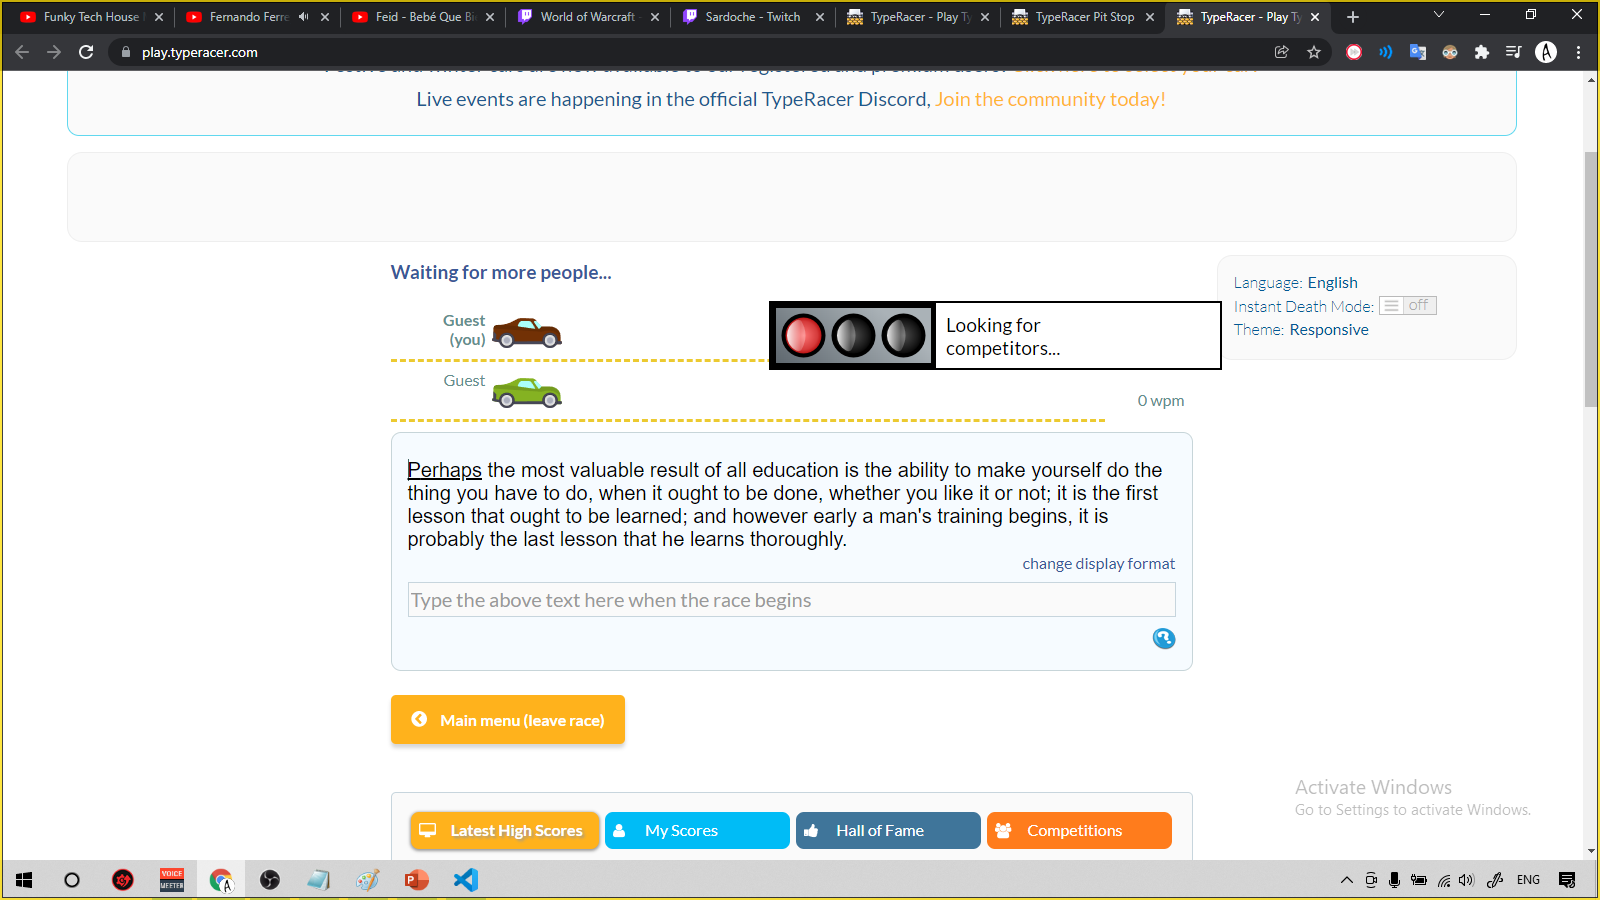 Funky Tech House
Fernando Ferre
Feid - Bebé Que B
World of Warcraft
Sardoche - Twitch
TypeRacer - Play Ty
TypeRacer Pit Stop
TypeRacer - Play Ty
play.typeracer.com
Live events are happening in the official TypeRacer Discord, Join the community today!
Waiting for more people...
Guest
(you)
Looking for
competitors...
Guest
0 wpm
Language: English
Instant Death Mode: off
Theme: Responsive
Perhaps the most valuable result of all education is the ability to make yourself do the
thing you have to do, when it ought to be done, whether you like it or not; it is the first
lesson that ought to be learned; and however early a man's training begins, it is
probably the last lesson that he learns thoroughly.
change display format
Type the above text here when the race begins
Main menu (leave race)
Latest High Scores
My Scores
Hall of Fame
Competitions
Activate Windows
Go to Settings to activate Windows.
VOICE
MEETER
ENG